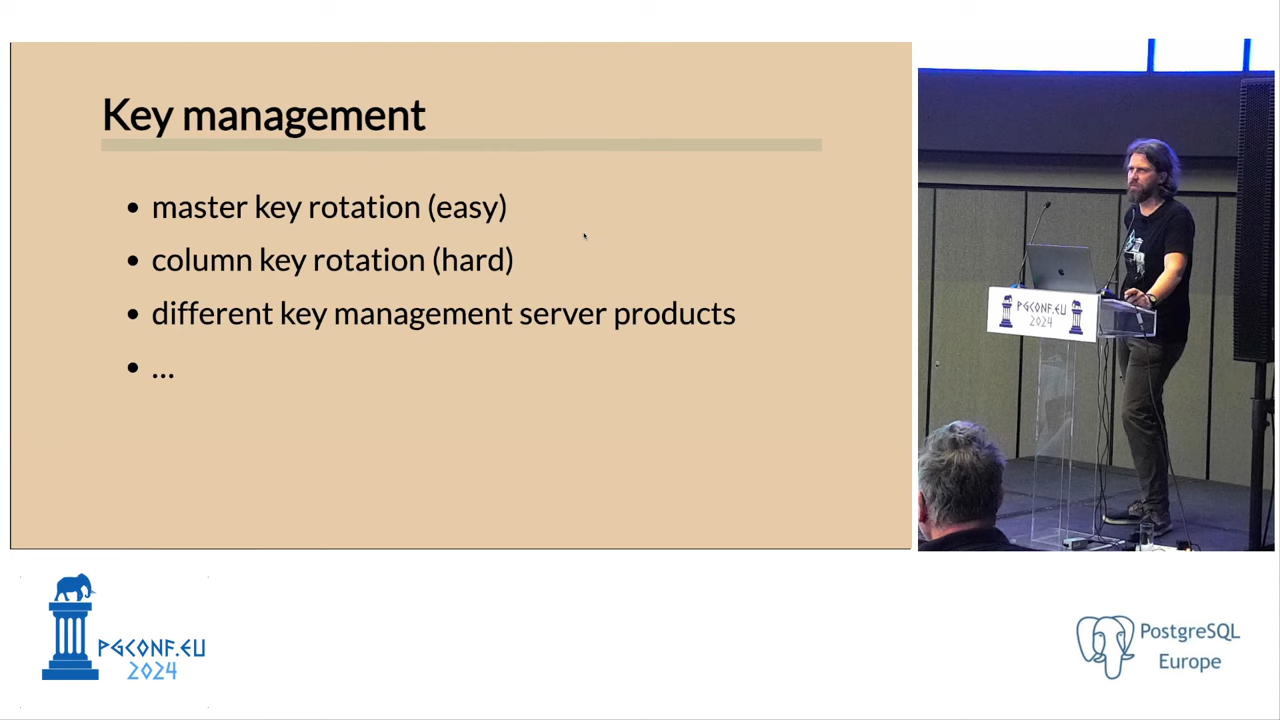 Key management
• master key rotation (easy)
• column key rotation (hard)
• different key management server products
• ...
PGCONF.EU
2024
PGCONF.EU
2024
PostgreSQL
Europe